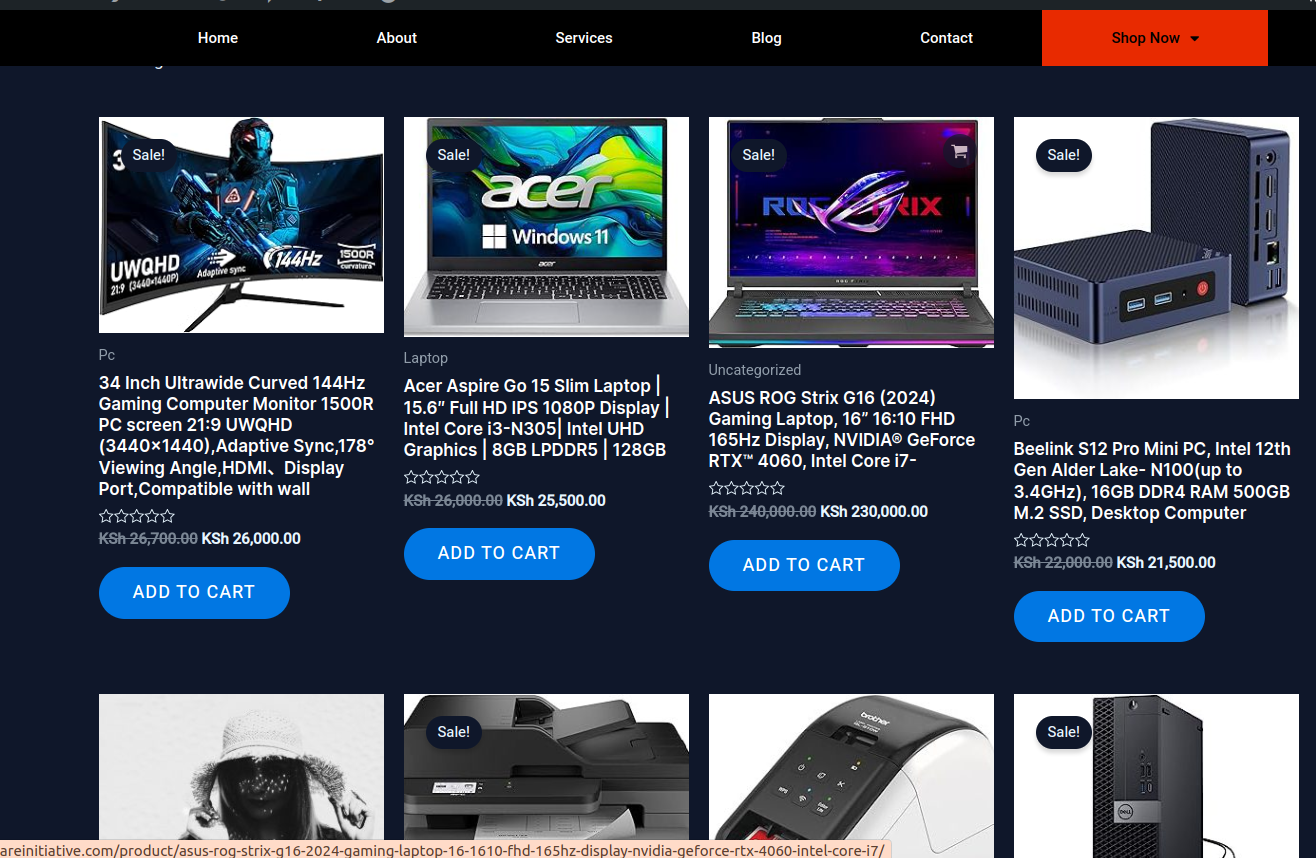 Home
About
Services
Blog
Contact
Shop Now
Sale!
UWQHD
21:9 (3440×1440P)
Adaptive sync
144Hz
1500R
curvatura
Pc
34 Inch Ultrawide Curved 144Hz
Gaming Computer Monitor 1500R
PC screen 21:9 UWQHD
(3440×1440),Adaptive Sync,178°
Viewing Angle,HDMI、Display
Port,Compatible with wall
KSh 26,700.00 KSh 26,000.00
ADD TO CART
Sale!
acer
Windows 11
acer
Laptop
Acer Aspire Go 15 Slim Laptop |
15.6″ Full HD IPS 1080P Display |
Intel Core i3-N305| Intel UHD
Graphics | 8GB LPDDR5 | 128GB
KSh 26,000.00 KSh 25,500.00
ADD TO CART
Sale!
Uncategorized
ASUS ROG Strix G16 (2024)
Gaming Laptop, 16” 16:10 FHD
165Hz Display, NVIDIA® GeForce
RTX™ 4060, Intel Core i7-
KSh 240,000.00 KSh 230,000.00
ADD TO CART
Sale!
Pc
Beelink S12 Pro Mini PC, Intel 12th
Gen Alder Lake- N100(up to
3.4GHz), 16GB DDR4 RAM 500GB
M.2 SSD, Desktop Computer
KSh 22,000.00 KSh 21,500.00
ADD TO CART
Sale!
brother
WPS
Sale!
DELL
areinitiative.com/product/asus-rog-strix-g16-2024-gaming-laptop-16-1610-fhd-165hz-display-nvidia-geforce-rtx-4060-intel-core-i7/